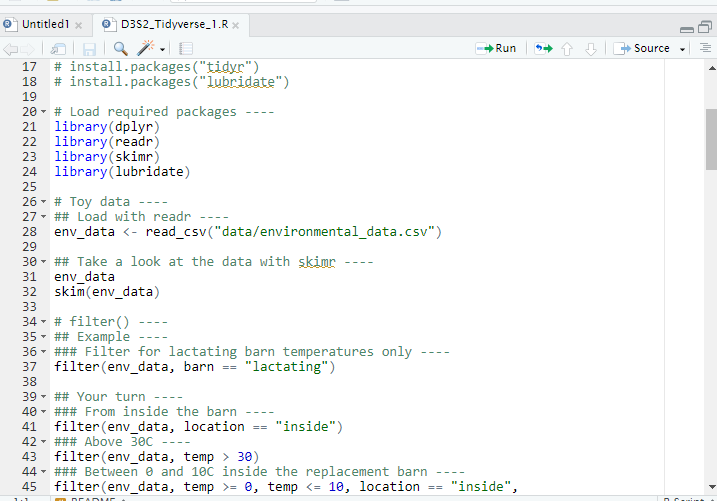 Untitled1
D3S2_Tidyverse_1.R
Run
Source
17 # install.packages("tidyr")
18 # install.packages("lubridate")
19
20 # Load required packages ----
21 library(dplyr)
22 library(readr)
23 library(skimr)
24 library(lubridate)
25
26 # Toy data ----
27 ## Load with readr ----
28 env_data <- read_csv("data/environmental_data.csv")
29
30 ## Take a look at the data with skimr ----
31 env_data
32 skim(env_data)
33
34 # filter() ----
35 ## Example ----
36 ### Filter for lactating barn temperatures only ----
37 filter(env_data, barn == "lactating")
38
39 ## Your turn ----
40 ### From inside the barn ----
41 filter(env_data, location == "inside")
42 ### Above 30C ----
43 filter(env_data, temp > 30)
44 ### Between 0 and 10C inside the replacement barn ----
45 filter(env_data, temp >= 0, temp <= 10, location == "inside",